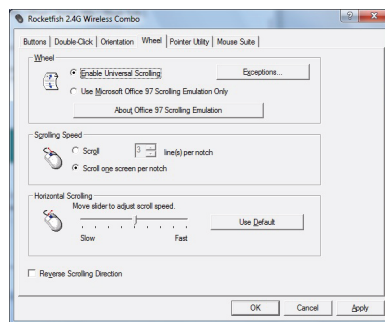 Rocketfish 2.4G Wireless Combo
Buttons Double-Click Orientation Wheel Pointer Utility Mouse Suite
Wheel
Enable Universal Scrolling
Exceptions...
Use Microsoft Office 97 Scrolling Emulation Only
About Office 97 Scrolling Emulation
Scrolling Speed
Scroll 3 line(s) per notch
Scroll one screen per notch
Horizontal Scrolling
Move slider to adjust scroll speed.
Slow Fast
Use Default
Reverse Scrolling Direction
OK Cancel Apply